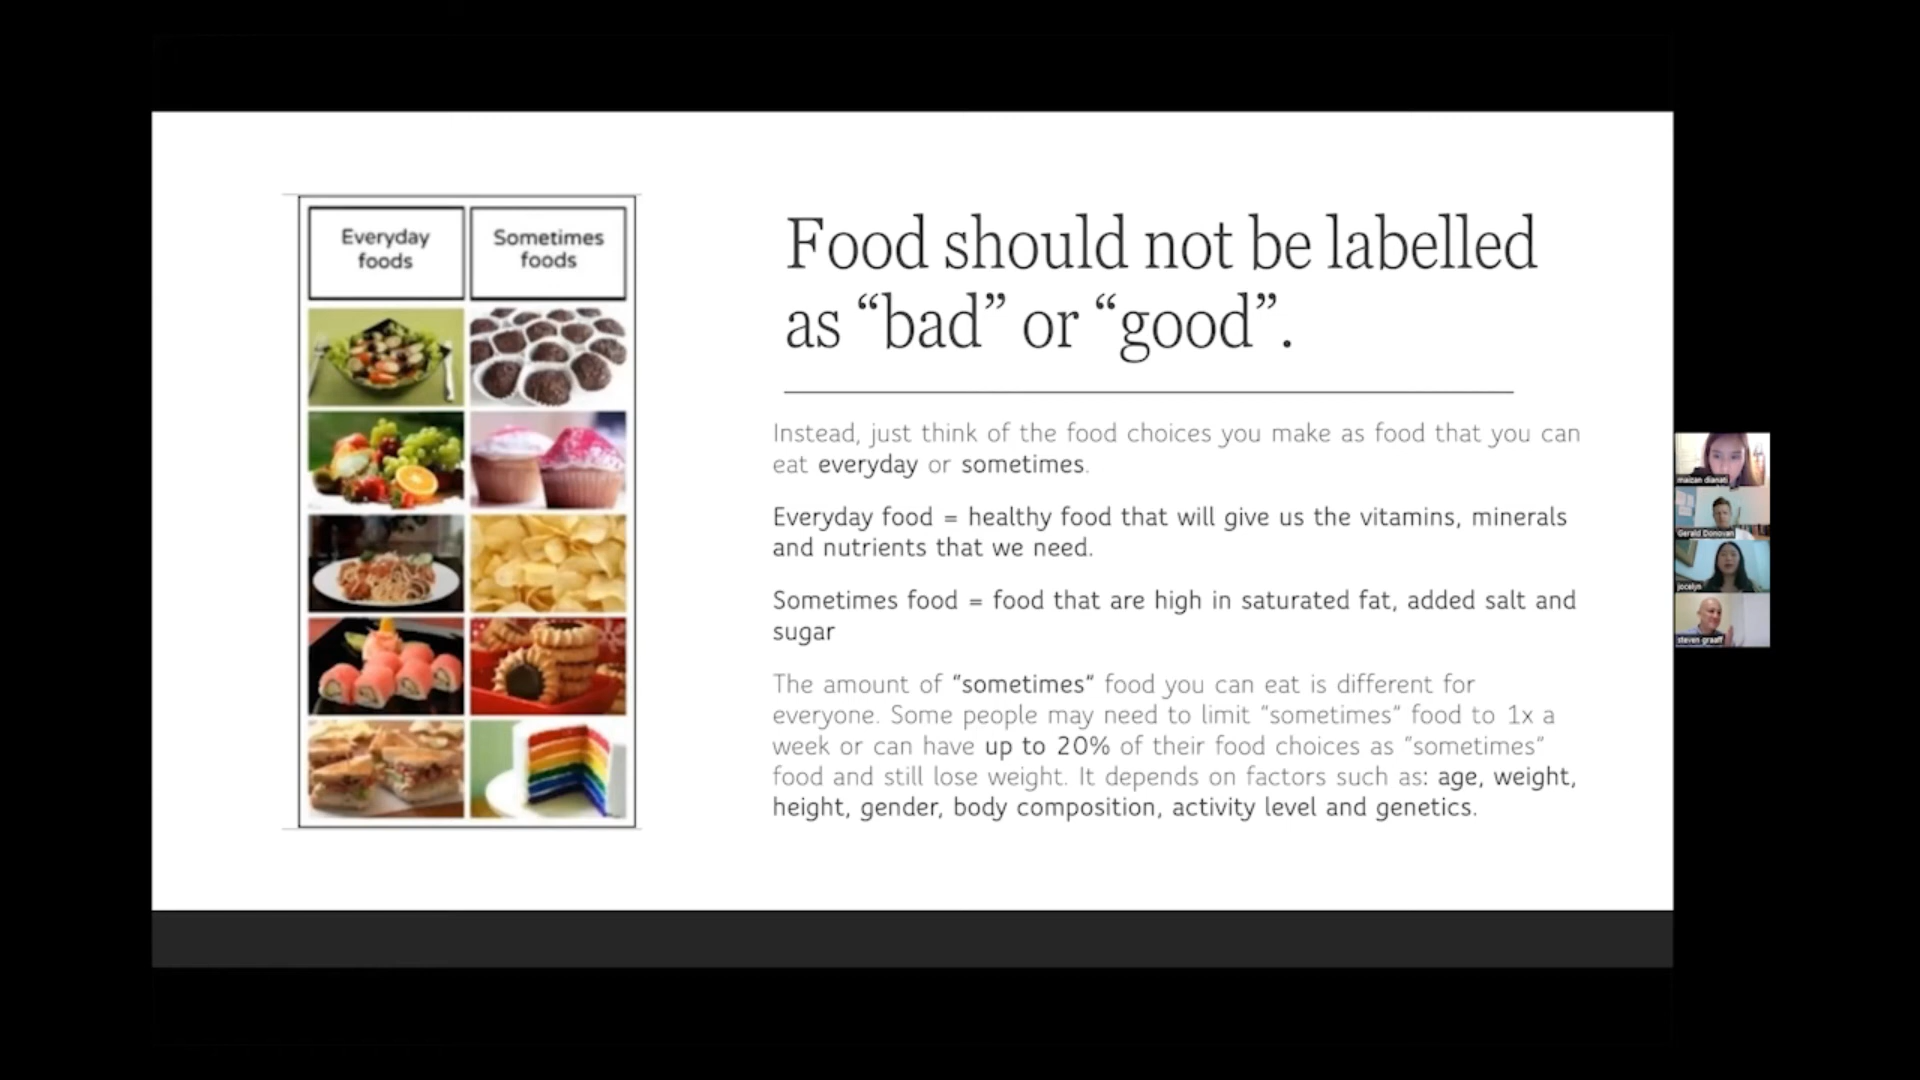 Everyday
foods
Sometimes
foods
Food should not be labelled
as “bad” or “good”.
Instead, just think of the food choices you make as food that you can
eat everyday or sometimes.
Everyday food = healthy food that will give us the vitamins, minerals
and nutrients that we need.
Sometimes food = food that are high in saturated fat, added salt and
sugar
The amount of “sometimes” food you can eat is different for
everyone. Some people may need to limit “sometimes” food to 1x a
week or can have up to 20% of their food choices as “sometimes”
food and still lose weight. It depends on factors such as: age, weight,
height, gender, body composition, activity level and genetics.
maizan dianati
Gerald Donovan
jocelyn
steven graaff